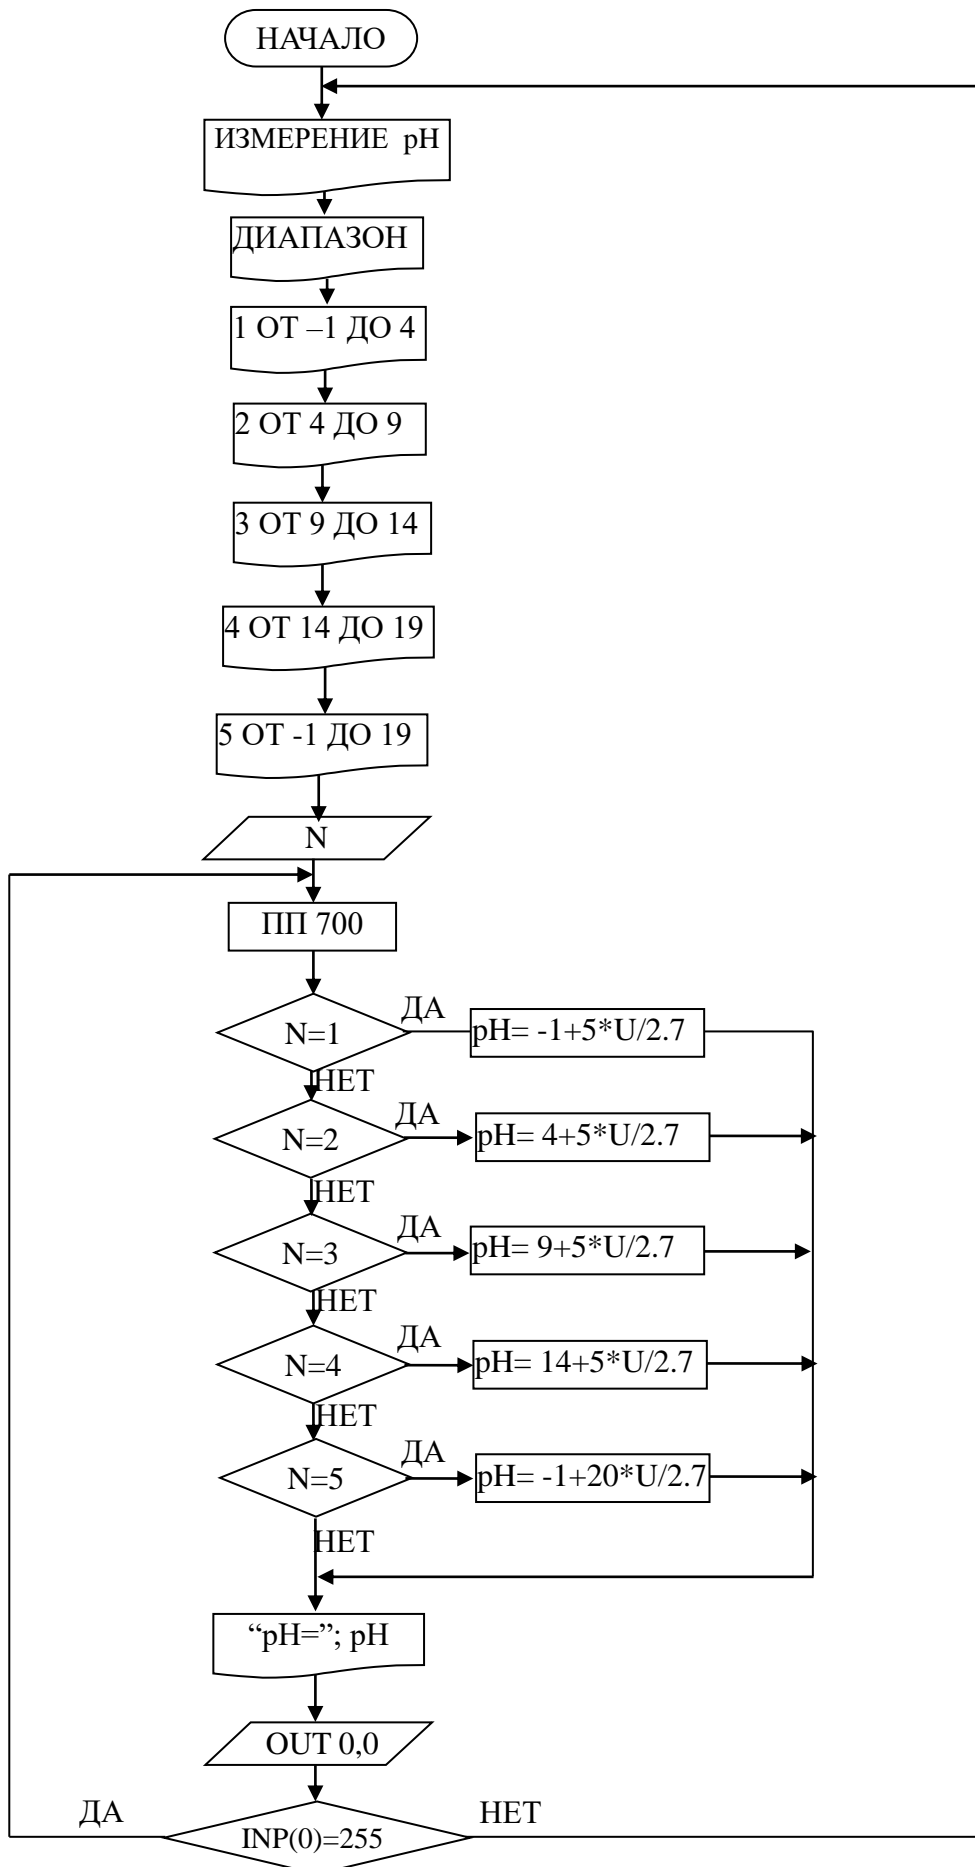 НАЧАЛО
ИЗМЕРЕНИЕ pH
ДИАПАЗОН
1 ОТ –1 ДО 4
2 ОТ 4 ДО 9
3 ОТ 9 ДО 14
4 ОТ 14 ДО 19
5 ОТ -1 ДО 19
N
ПП 700
N=1
ДА
pH= -1+5*U/2.7
НЕТ
N=2
ДА
pH= 4+5*U/2.7
НЕТ
N=3
ДА
pH= 9+5*U/2.7
НЕТ
N=4
ДА
pH= 14+5*U/2.7
НЕТ
N=5
ДА
pH= -1+20*U/2.7
НЕТ
“pH=”; pH
OUT 0,0
ДА
INP(0)=255
НЕТ